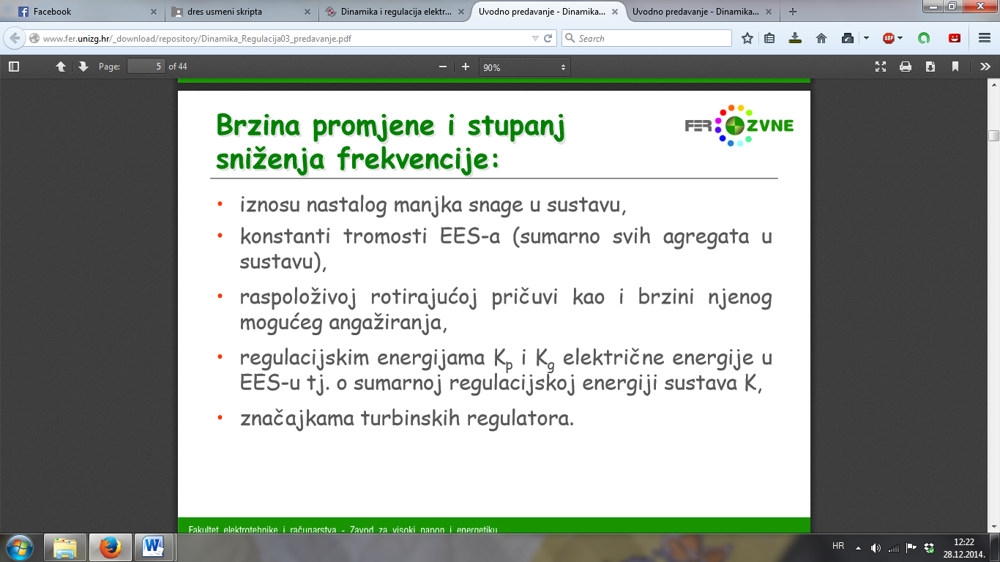 Facebook
dres usmeni skripta
Dinamika i regulacija elektr...
Uvodno predavanje - Dinamika...
Uvodno predavanje - Dinamika...
www.fer.unizg.hr/_download/repository/Dinamika_Regulacija03_predavanje.pdf
Search
ABP
Page: 5 of 44
90%
Brzina promjene i stupanj
sniženja frekvencije:
FER ZVNE
• iznosu nastalog manjka snage u sustavu,
• konstanti tromosti EES-a (sumarno svih agregata u
sustavu),
• raspoloživoj rotirajućoj pričuvi kao i brzini njenog
mogućeg angažiranja,
• regulacijskim energijama Kp i Kg električne energije u
EES-u tj. o sumarnoj regulacijskoj energiji sustava K,
• značajkama turbinskih regulatora.
Fakultet elektrotehnike i računarstva - Zavod za visoki napon i energetiku
HR
12:22
28.12.2014.